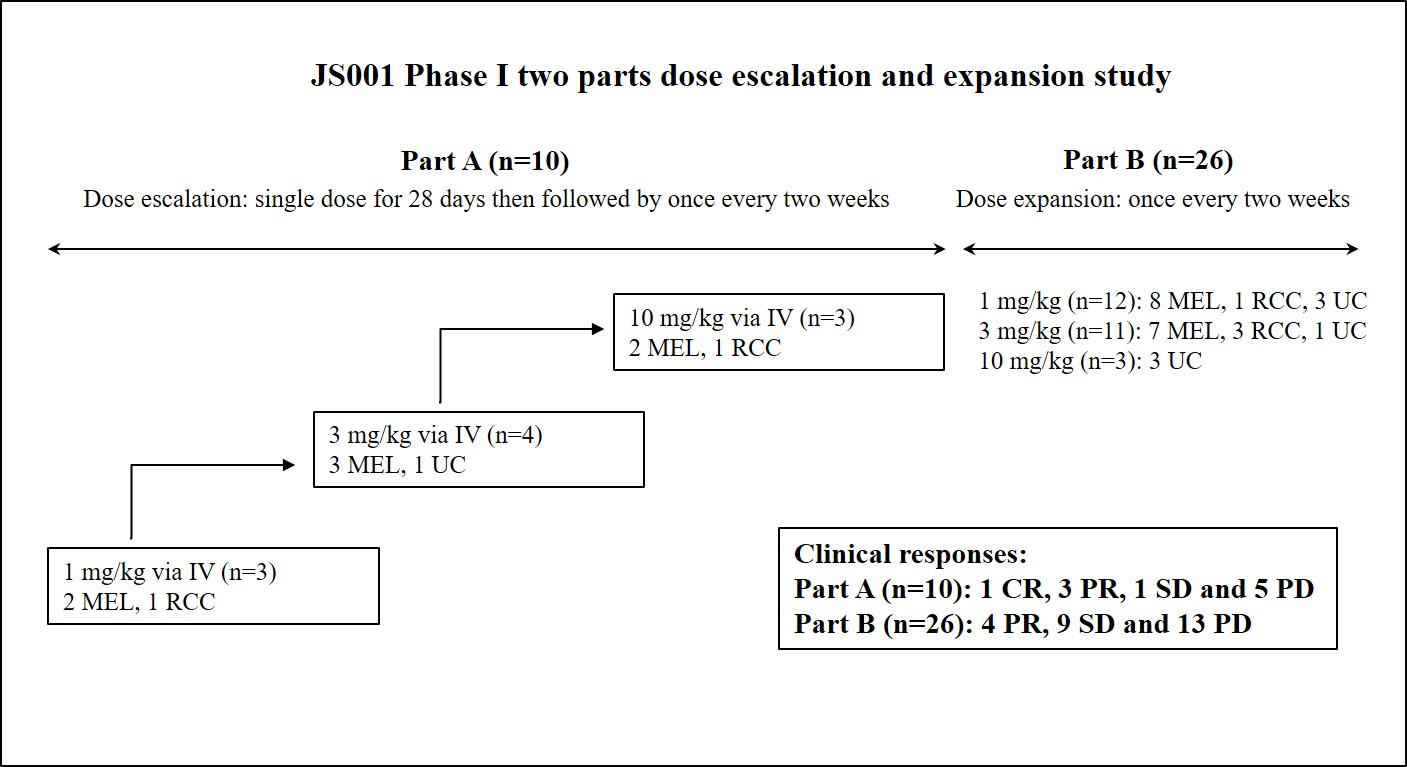 JS001 Phase I two parts dose escalation and expansion study
Part A (n=10)
Dose escalation: single dose for 28 days then followed by once every two weeks
Part B (n=26)
Dose expansion: once every two weeks
1 mg/kg (n=12): 8 MEL, 1 RCC, 3 UC
3 mg/kg (n=11): 7 MEL, 3 RCC, 1 UC
10 mg/kg (n=3): 3 UC
10 mg/kg via IV (n=3)
2 MEL, 1 RCC
3 mg/kg via IV (n=4)
3 MEL, 1 UC
1 mg/kg via IV (n=3)
2 MEL, 1 RCC
Clinical responses:
Part A (n=10): 1 CR, 3 PR, 1 SD and 5 PD
Part B (n=26): 4 PR, 9 SD and 13 PD